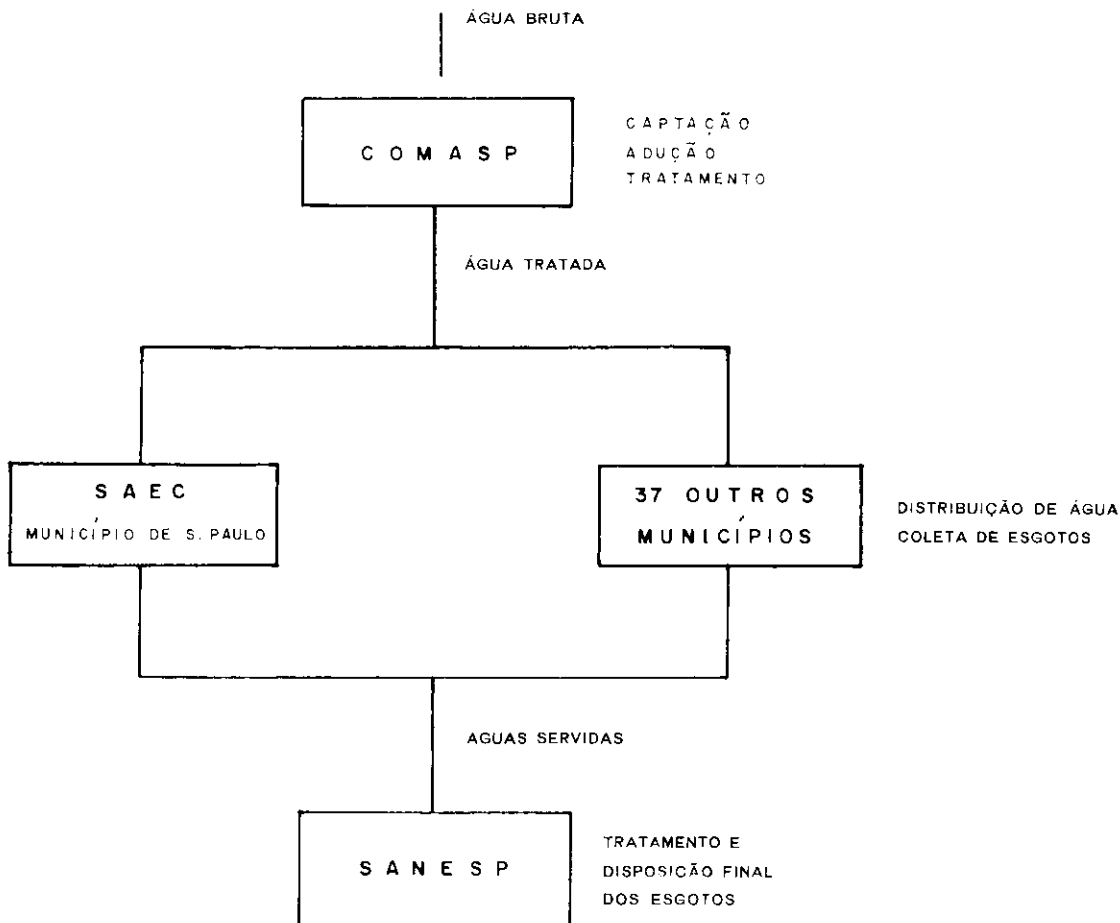 ÁGUA BRUTA
COMASP
CAPTAÇÃO
ADUÇÃO
TRATAMENTO
ÁGUA TRATADA
SAEC
MUNICÍPIO DE S. PAULO
37 OUTROS
MUNICÍPIOS
DISTRIBUIÇÃO DE ÁGUA
COLETA DE ESGOTOS
AGUAS SERVIDAS
SANESP
TRATAMENTO E
DISPOSIÇÃO FINAL
DOS ESGOTOS